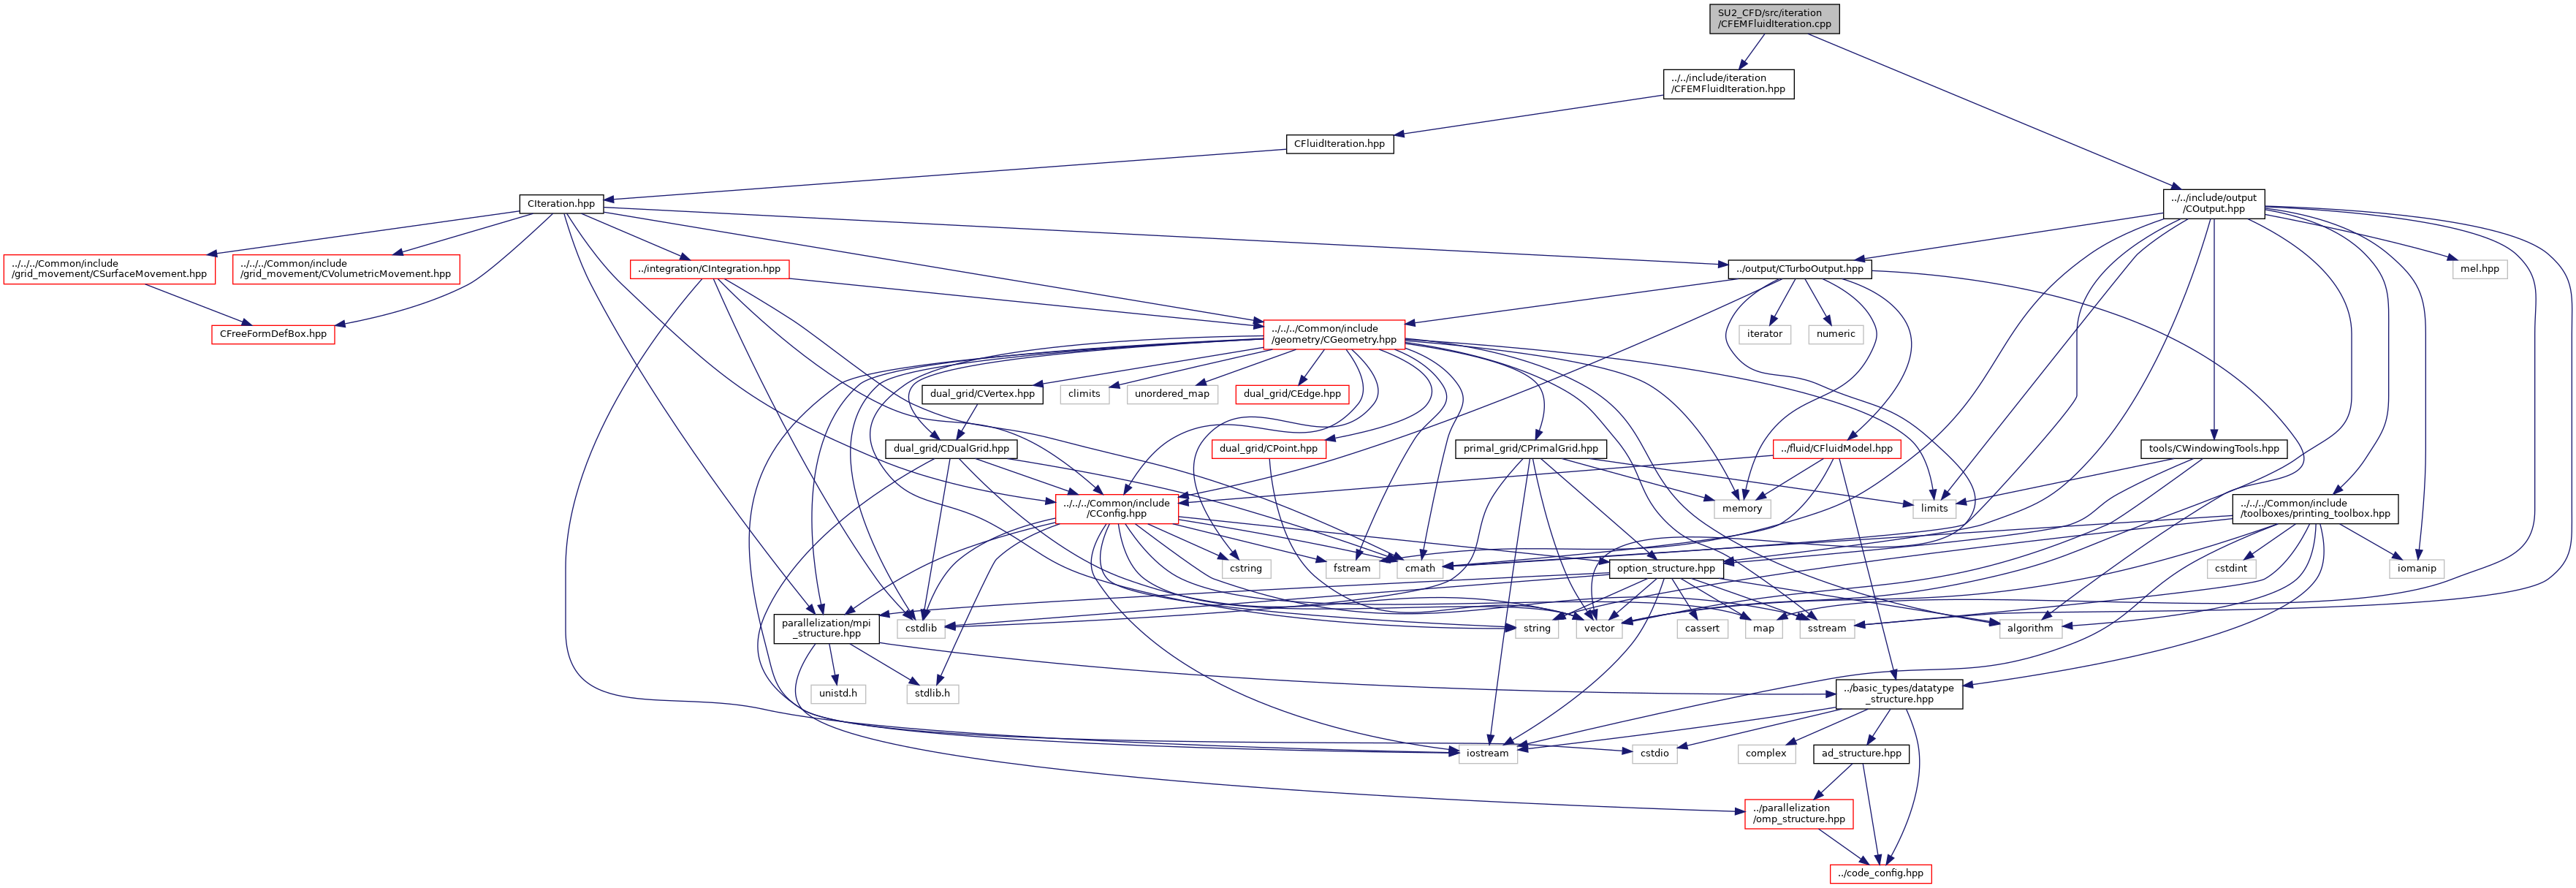 SU2_CFD/src/iteration
/CFEMFluidIteration.cpp
../../include/iteration
/CFEMFluidIteration.hpp
CFluidIteration.hpp
CIteration.hpp
../../include/output
/COutput.hpp
../../../Common/include
/grid_movement/CSurfaceMovement.hpp
../../../Common/include
/grid_movement/CVolumetricMovement.hpp
../integration/CIntegration.hpp
../output/CTurboOutput.hpp
mel.hpp
CFreeFormDefBox.hpp
../../../Common/include
/geometry/CGeometry.hpp
iterator
numeric
dual_grid/CVertex.hpp
climits
unordered_map
dual_grid/CEdge.hpp
dual_grid/CDualGrid.hpp
dual_grid/CPoint.hpp
primal_grid/CPrimalGrid.hpp
../fluid/CFluidModel.hpp
tools/CWindowingTools.hpp
../../../Common/include
/CConfig.hpp
memory
limits
../../../Common/include
/toolboxes/printing_toolbox.hpp
cstring
fstream
cmath
option_structure.hpp
cstdint
iomanip
parallelization/mpi
_structure.hpp
cstdlib
string
vector
cassert
map
sstream
algorithm
unistd.h
stdlib.h
../basic_types/datatype
_structure.hpp
iostream
cstdio
complex
ad_structure.hpp
../parallelization
/omp_structure.hpp
../code_config.hpp